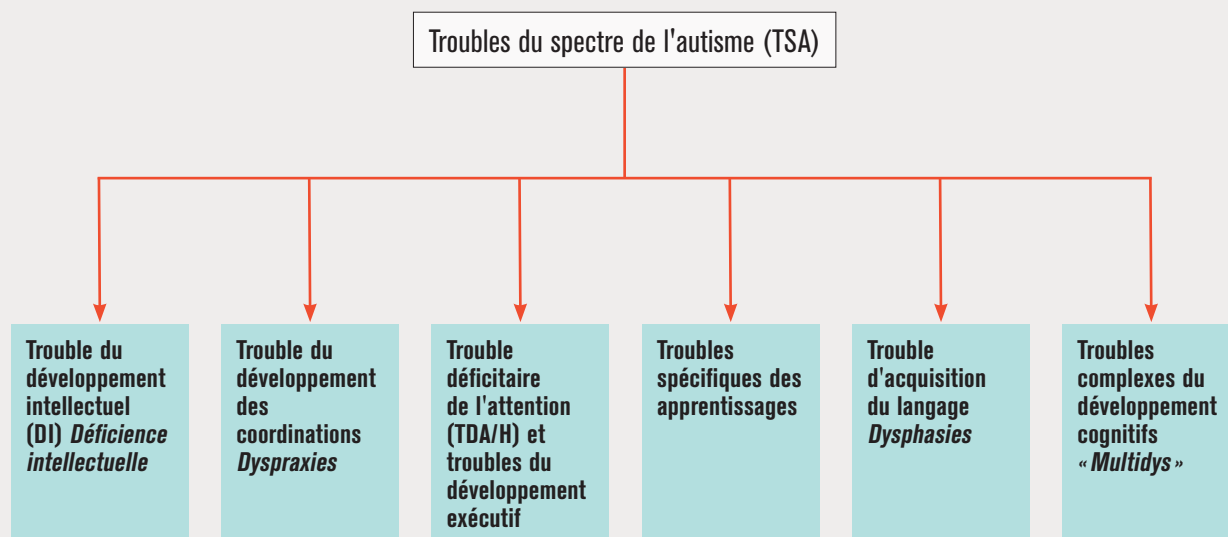 Troubles du spectre de l'autisme (TSA)
Trouble du
développement
intellectuel
(DI) Déficience
intellectuelle
Trouble du
développement
des
coordinations
Dyspraxies
Trouble
déficitaire
de l'attention
(TDA/H) et
troubles du
développement
exécutif
Troubles
spécifiques des
apprentissages
Trouble
d'acquisition
du langage
Dysphasies
Troubles
complexes du
développement
cognitifs
« Multidys »